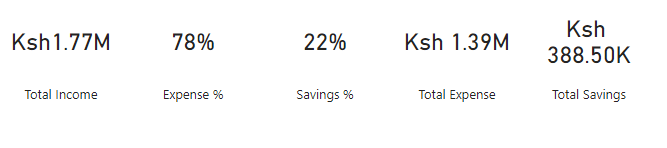 Ksh1.77M
Total Income
78%
Expense %
22%
Savings %
Ksh 1.39M
Total Expense
Ksh
388.50K
Total Savings